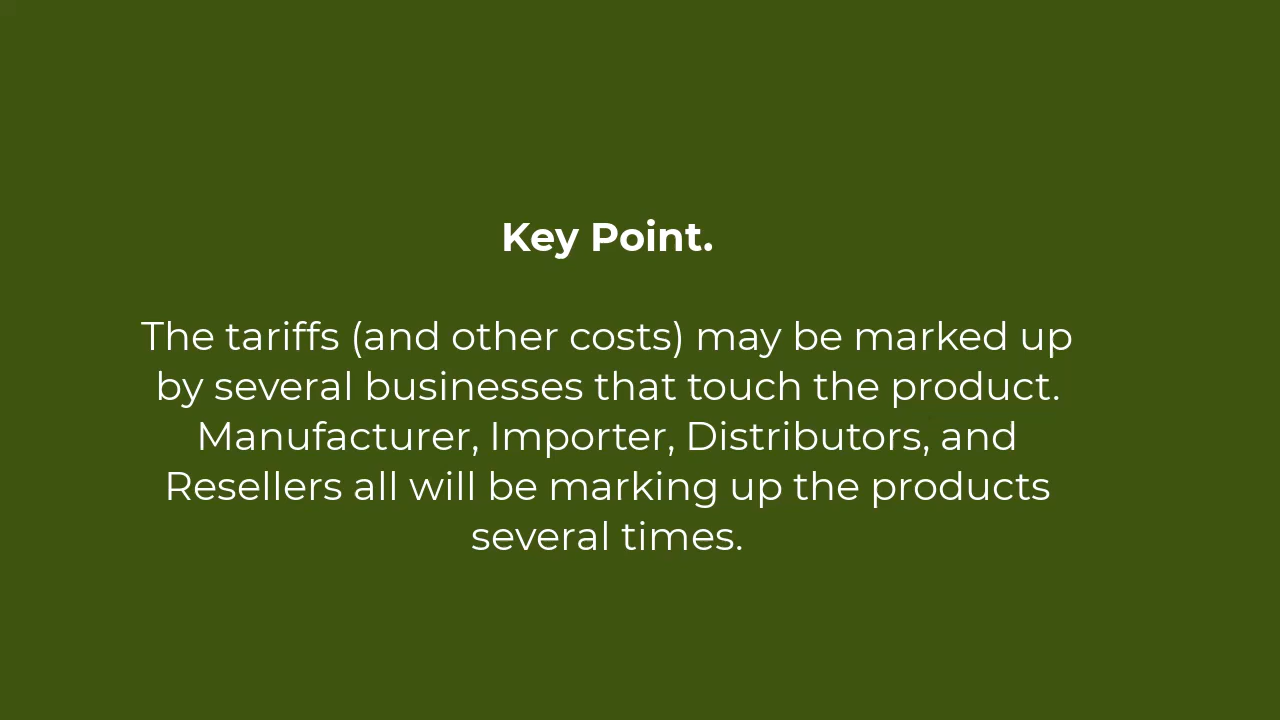 Key Point.
The tariffs (and other costs) may be marked up
by several businesses that touch the product.
Manufacturer, Importer, Distributors, and
Resellers all will be marking up the products
several times.